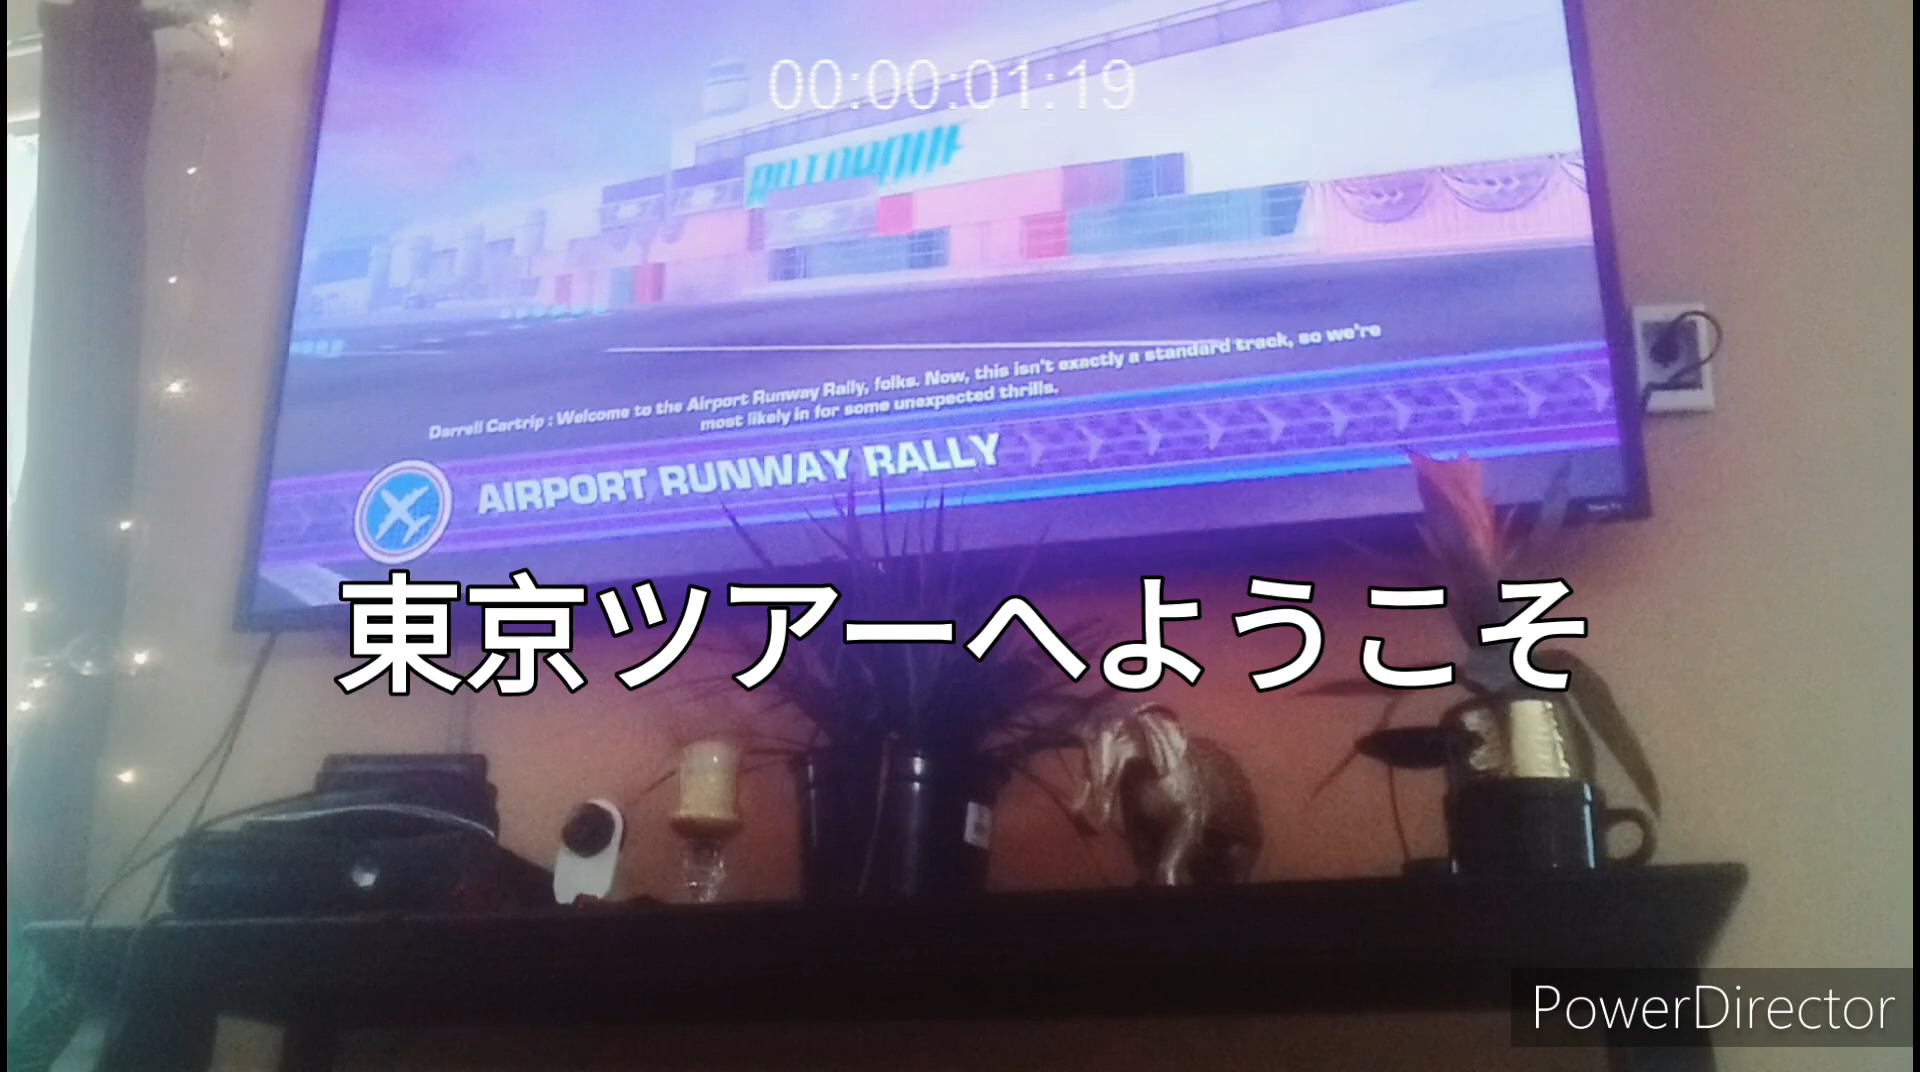 00:00:01:19
Darrell Cartrip : Welcome to the Airport Runway Rally, folks. Now, this isn't exactly a standard track, so we're
most likely in for some unexpected thrills.
AIRPORT RUNWAY RALLY
東京ツアーへようこそ
PowerDirector